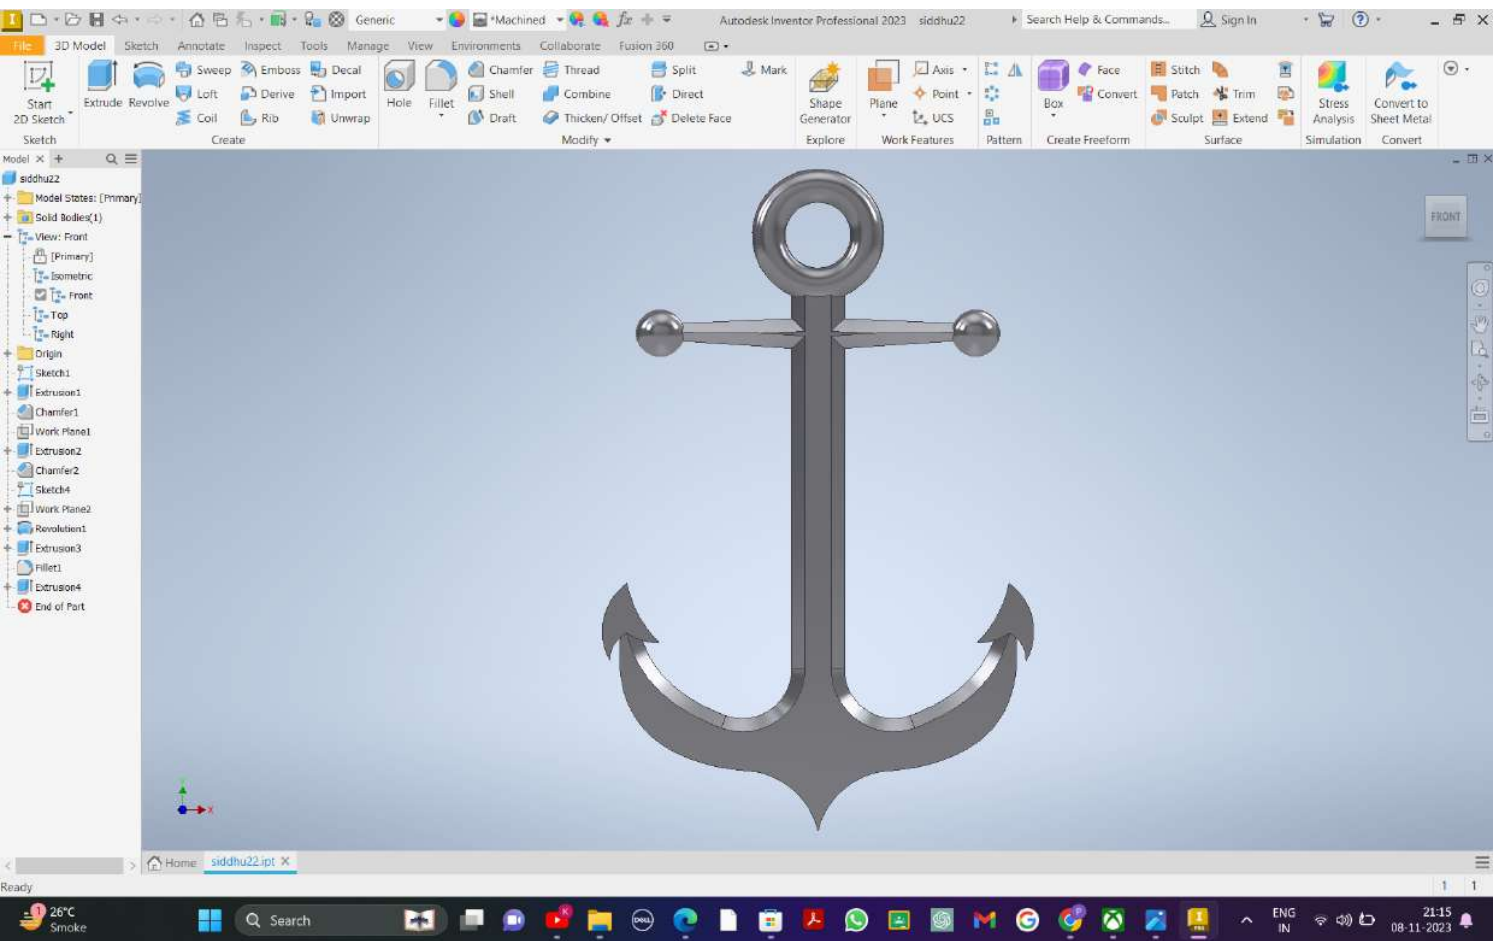 Generic *Machined fx Autodesk Inventor Professional 2023 siddhu22 Search Help & Commands... Sign In
File 3D Model Sketch Annotate Inspect Tools Manage View Environments Collaborate Fusion 360
Start 2D Sketch
Extrude Revolve
Sweep Emboss Decal
Loft Derive Import
Coil Rib Unwrap
Hole Fillet
Chamfer Thread Split
Shell Combine Direct
Draft Thicken/ Offset Delete Face
Mark
Shape Generator
Plane
Axis
Point
UCS
Box
Face
Convert
Stitch
Patch Trim
Sculpt Extend
Stress Analysis
Convert to Sheet Metal
Sketch Create Modify Explore Work Features Pattern Create Freeform Surface Simulation Convert
Model × +
siddhu22
Model States: [Primary]
Solid Bodies(1)
View: Front
[Primary]
Isometric
Front
Top
Right
Origin
Sketch1
Extrusion1
Chamfer1
Work Plane1
Extrusion2
Chamfer2
Sketch4
Work Plane2
Revolution1
Extrusion3
Fillet1
Extrusion4
End of Part
FRONT
Y
X
Home siddhu22.ipt ×
Ready 1 1
1 26°C
Smoke
Search
DELL
ENG
IN
21:15
08-11-2023